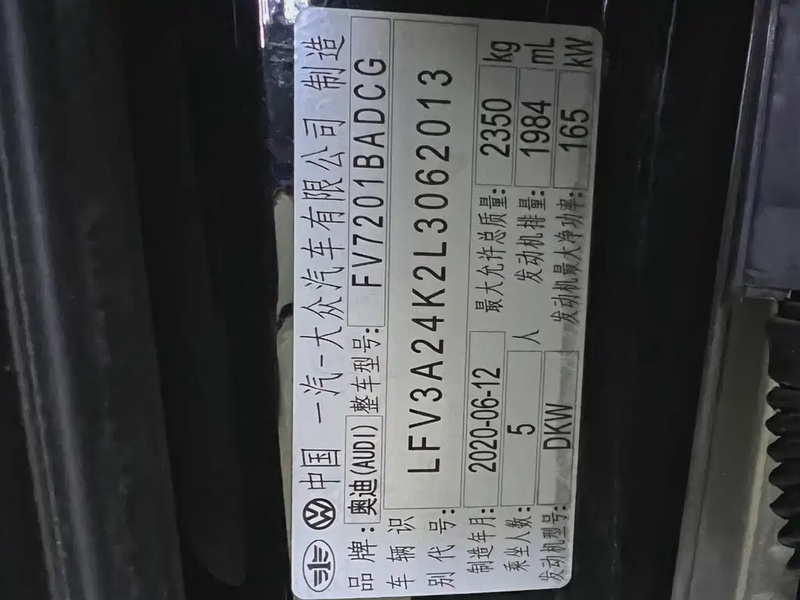 中国 一汽-大众汽车有限公司 制造
品牌: 奥迪(AUDI) 整车型号: FV7201BADCG
车辆识别代号: LFV3A24K2L3062013
制造年月: 2020-06-12 最大允许总质量: 2350 kg
乘坐人数: 5 人 发动机排量: 1984 mL
发动机型号: DKW 发动机最大净功率: 165 kW